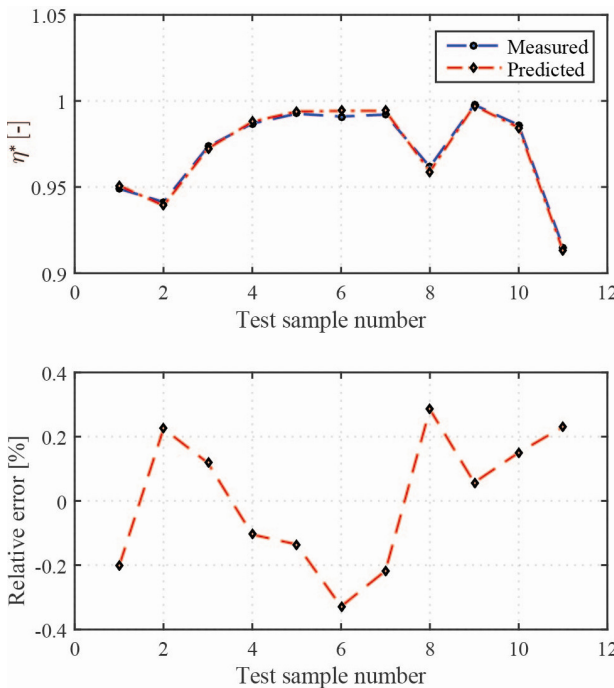 1.05
Measured
Predicted
1
η* [-]
0.95
0.9
0 2 4 6 8 10 12
Test sample number
0.4
0.2
Relative error [%]
0
-0.2
-0.4
0 2 4 6 8 10 12
Test sample number